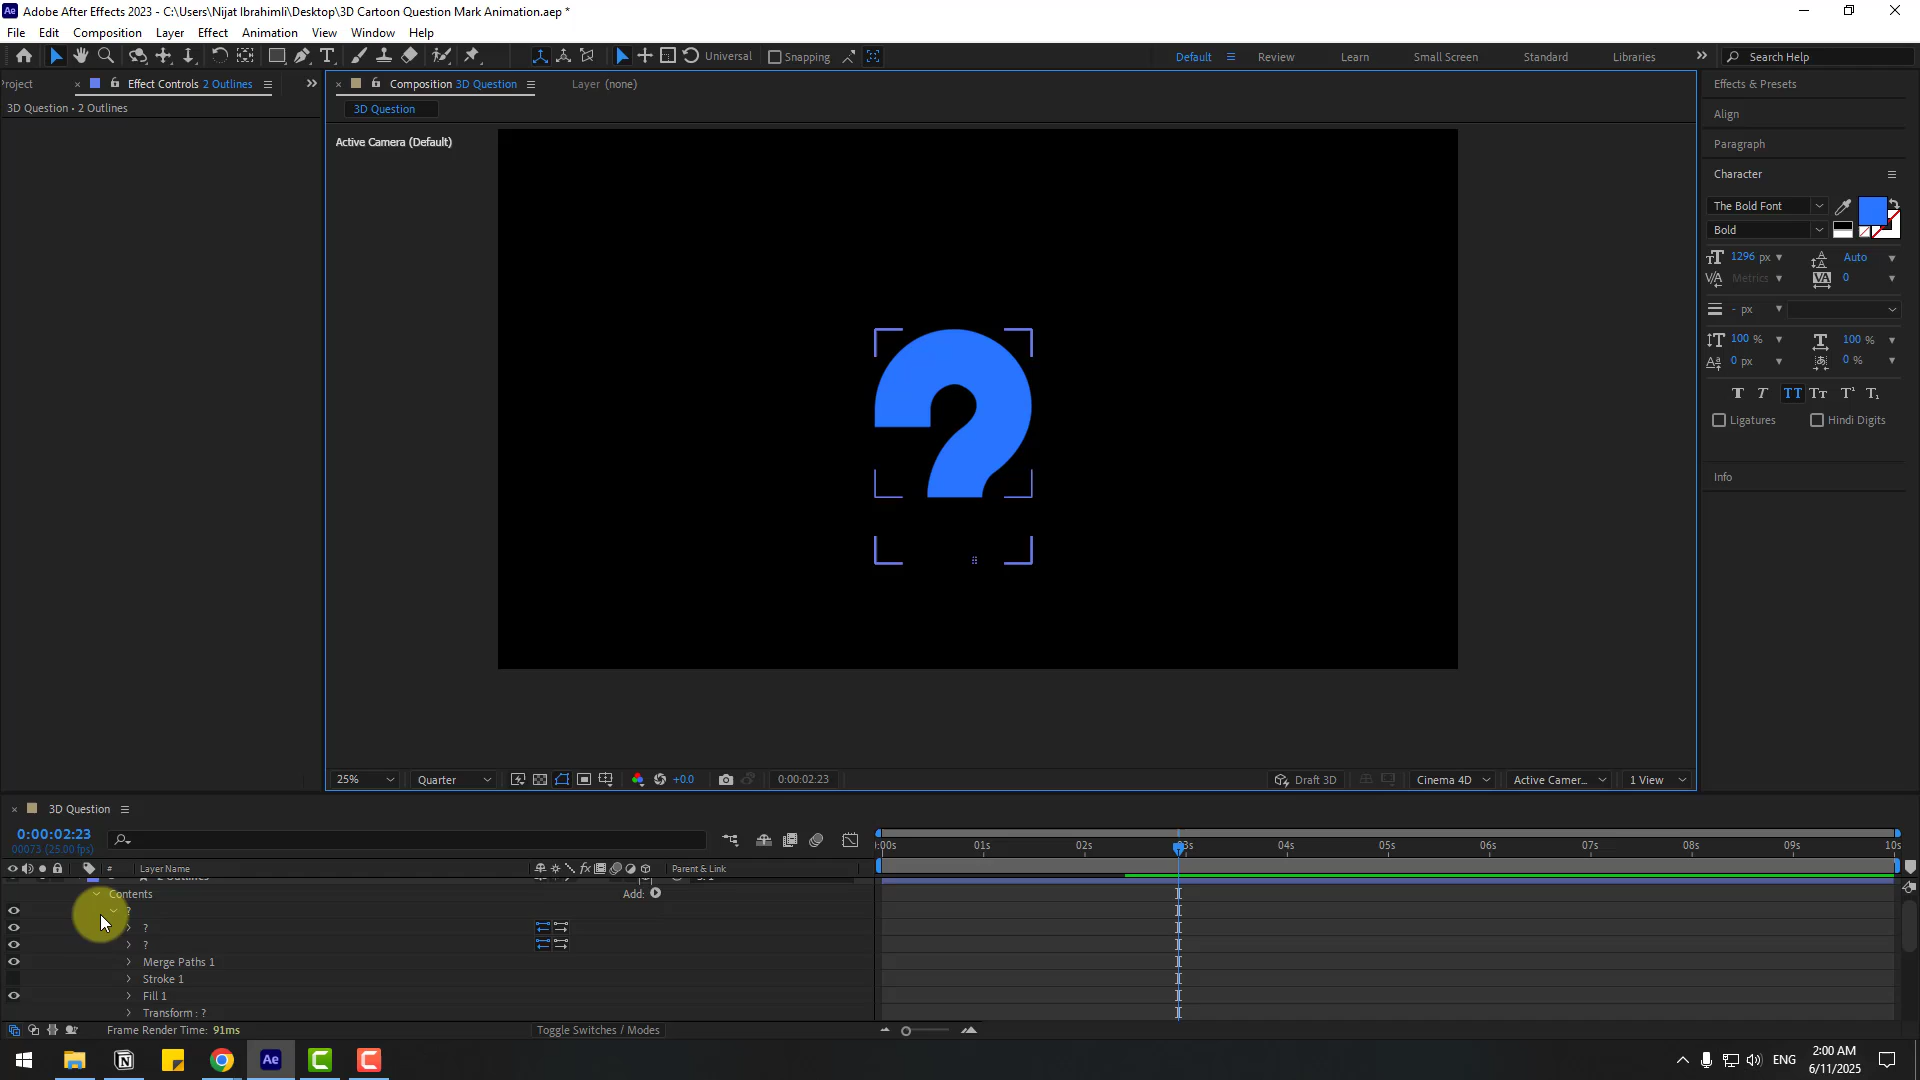 Adobe After Effects 2023 - C:\Users\Nijat Ibrahimli\Desktop\3D Cartoon Question Mark Animation.aep *
File Edit Composition Layer Effect Animation View Window Help
Universal Snapping Default Review Learn Small Screen Standard Libraries Search Help
roject Effect Controls 2 Outlines
Composition 3D Question
Layer (none)
3D Question • 2 Outlines
3D Question
Active Camera (Default)
?
Effects & Presets
Align
Paragraph
Character
The Bold Font
Bold
1296 px Auto
Metrics 0
- px
100 % 100 %
0 px 0 %
Ligatures Hindi Digits
Info
25% Quarter +0.0 0:00:02:23 Draft 3D Cinema 4D Active Camer... 1 View
3D Question
0:00:02:23
00073 (25.00 fps)
:00s 01s 02s 03s 04s 05s 06s 07s 08s 09s 10s
# Layer Name Parent & Link
2 Outlines
Contents Add:
?
?
?
Merge Paths 1
Stroke 1
Fill 1
Transform : ?
Frame Render Time: 91ms Toggle Switches / Modes
ENG 2:00 AM
6/11/2025